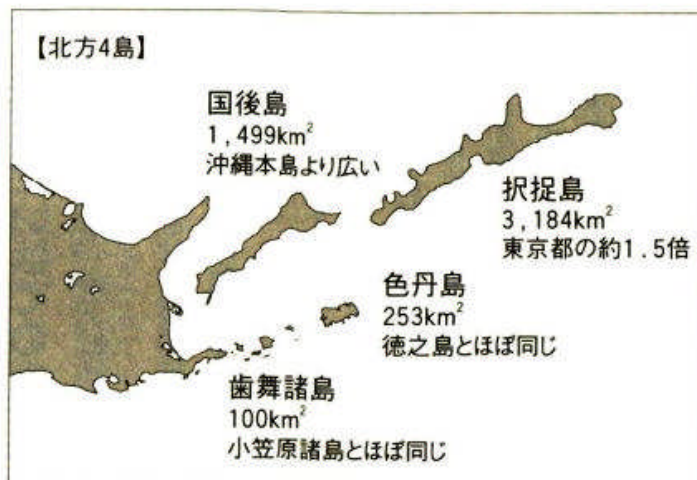 【北方4島】
国後島
1,499km²
沖縄本島より広い
択捉島
3,184km²
東京都の約1.5倍
色丹島
253km²
徳之島とほぼ同じ
歯舞諸島
100km²
小笠原諸島とほぼ同じ